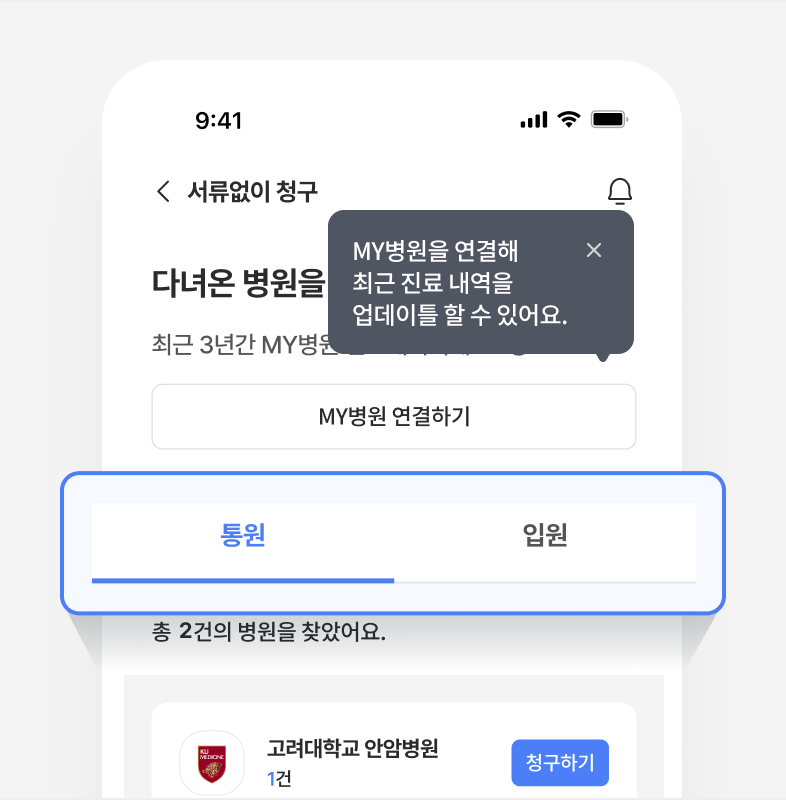 9:41
서류없이 청구
MY병원을 연결해
최근 진료 내역을
업데이틀 할 수 있어요.
다녀온 병원을
최근 3년간 MY병원
MY병원 연결하기
통원
입원
총 2건의 병원을 찾았어요.
KU
MEDICINE
고려대학교 안암병원
1건
청구하기